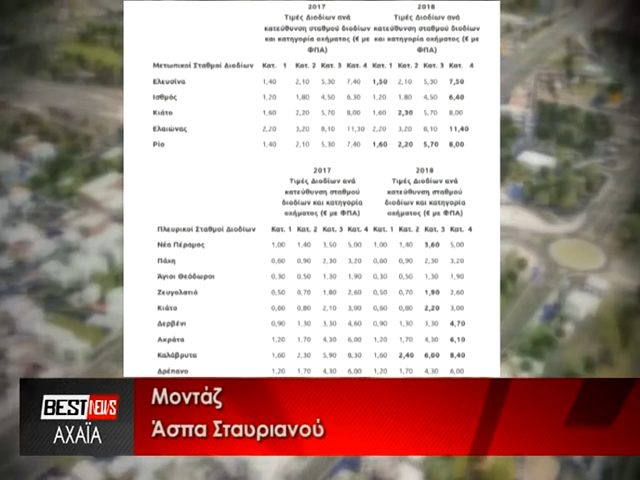 2017 2018
Τιμές Διοδίων ανά Τιμές Διοδίων ανά
κατεύθυνση σταθμού διοδίων κατεύθυνση σταθμού διοδίων
και κατηγορία οχήματος (€ με και κατηγορία οχήματος (€ με
ΦΠΑ) ΦΠΑ)
Μετωπικοί Σταθμοί Διοδίων Κατ. 1 Κατ. 2 Κατ. 3 Κατ. 4 Κατ. 1 Κατ. 2 Κατ. 3 Κατ. 4
Ελευσίνα 1,40 2,10 5,30 7,40 1,50 2,10 5,30 7,50
Ισθμός 1,20 1,80 4,50 6,30 1,20 1,80 4,50 6,40
Κιάτο 1,60 2,20 5,70 8,00 1,60 2,30 5,70 8,00
Ελαιώνας 2,20 3,20 8,10 11,30 2,20 3,20 8,10 11,40
Ρίο 1,40 2,10 5,30 7,40 1,60 2,20 5,70 8,00
2017 2018
Τιμές Διοδίων ανά Τιμές Διοδίων ανά
κατεύθυνση σταθμού κατεύθυνση σταθμού
διοδίων και κατηγορία διοδίων και κατηγορία
οχήματος (€ με ΦΠΑ) οχήματος (€ με ΦΠΑ)
Πλευρικοί Σταθμοί Διοδίων Κατ. 1 Κατ. 2 Κατ. 3 Κατ. 4 Κατ. 1 Κατ. 2 Κατ. 3 Κατ. 4
Νέα Πέραμος 1,00 1,40 3,50 5,00 1,00 1,40 3,60 5,00
Πάχη 0,60 0,90 2,30 3,20 0,60 0,90 2,30 3,20
Άγιοι Θεόδωροι 0,30 0,50 1,30 1,90 0,30 0,50 1,30 1,90
Ζευγολατιό 0,50 0,70 1,80 2,60 0,50 0,70 1,90 2,60
Κιάτο 0,60 0,80 2,10 3,00 0,60 0,80 2,20 3,00
Δερβένι 0,90 1,30 3,30 4,60 0,90 1,30 3,30 4,70
Ακράτα 1,20 1,70 4,30 6,00 1,20 1,70 4,30 6,10
Καλάβρυτα 1,60 2,30 5,90 8,30 1,60 2,40 6,00 8,40
Δρέπανο 1,20 1,70 4,30 6,00 1,20 1,70 4,30 6,00
BEST NEWS
ΑΧΑΪΑ
Μοντάζ
Άσπα Σταυριανού